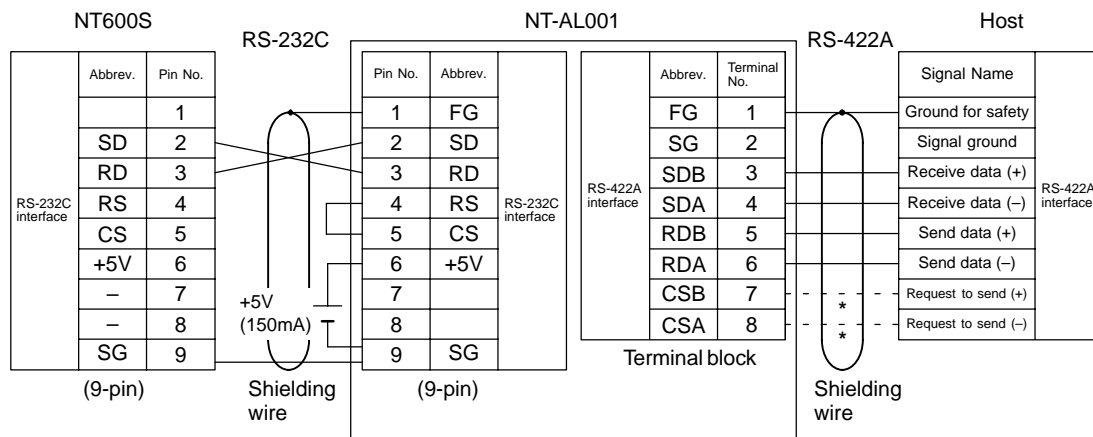 NT600S NT-AL001 Host
RS-232C RS-422A
Abbrev. Pin No. Pin No. Abbrev. Abbrev. Terminal No. Signal Name
1 1 FG FG 1 Ground for safety
SD 2 2 SD SG 2 Signal ground
RD 3 3 RD SDB 3 Receive data (+)
RS-232C interface RS 4 4 RS RS-232C interface RS-422A interface SDA 4 Receive data (–) RS-422A interface
CS 5 5 CS RDB 5 Send data (+)
+5V 6 6 +5V RDA 6 Send data (–)
– 7 +5V 7 CSB 7 * Request to send (+)
– 8 (150mA) 8 CSA 8 * Request to send (–)
SG 9 9 SG Terminal block
(9-pin) Shielding wire (9-pin) Shielding wire